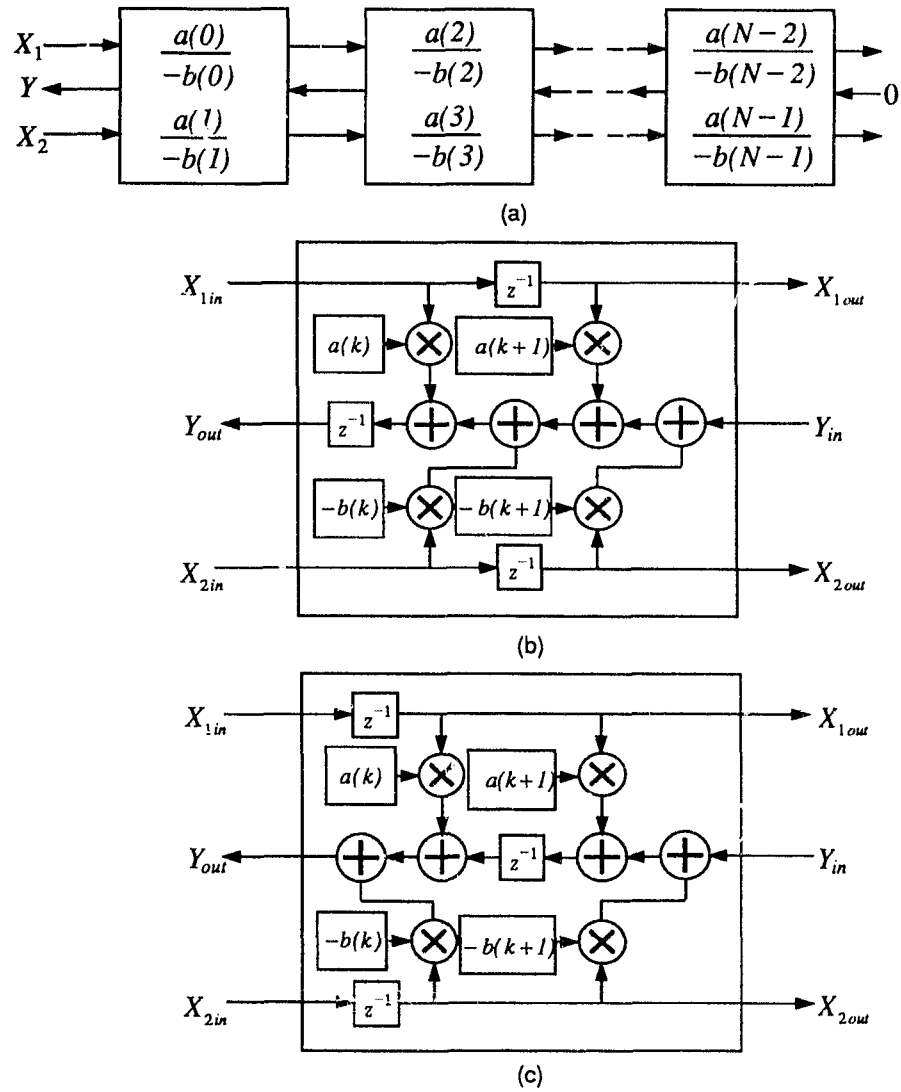 X₁ a(0) a(2) a(N−2)
−b(0) −b(2) −b(N−2)
Y 0
X₂ a(1) a(3) a(N−1)
−b(1) −b(3) −b(N−1)
(a)
X₁in z⁻¹ X₁out
a(k) a(k+1)
Yout z⁻¹ Yin
−b(k) −b(k+1)
X₂in z⁻¹ X₂out
(b)
X₁in z⁻¹ X₁out
a(k) a(k+1)
Yout z⁻¹ Yin
−b(k) −b(k+1)
X₂in z⁻¹ X₂out
(c)